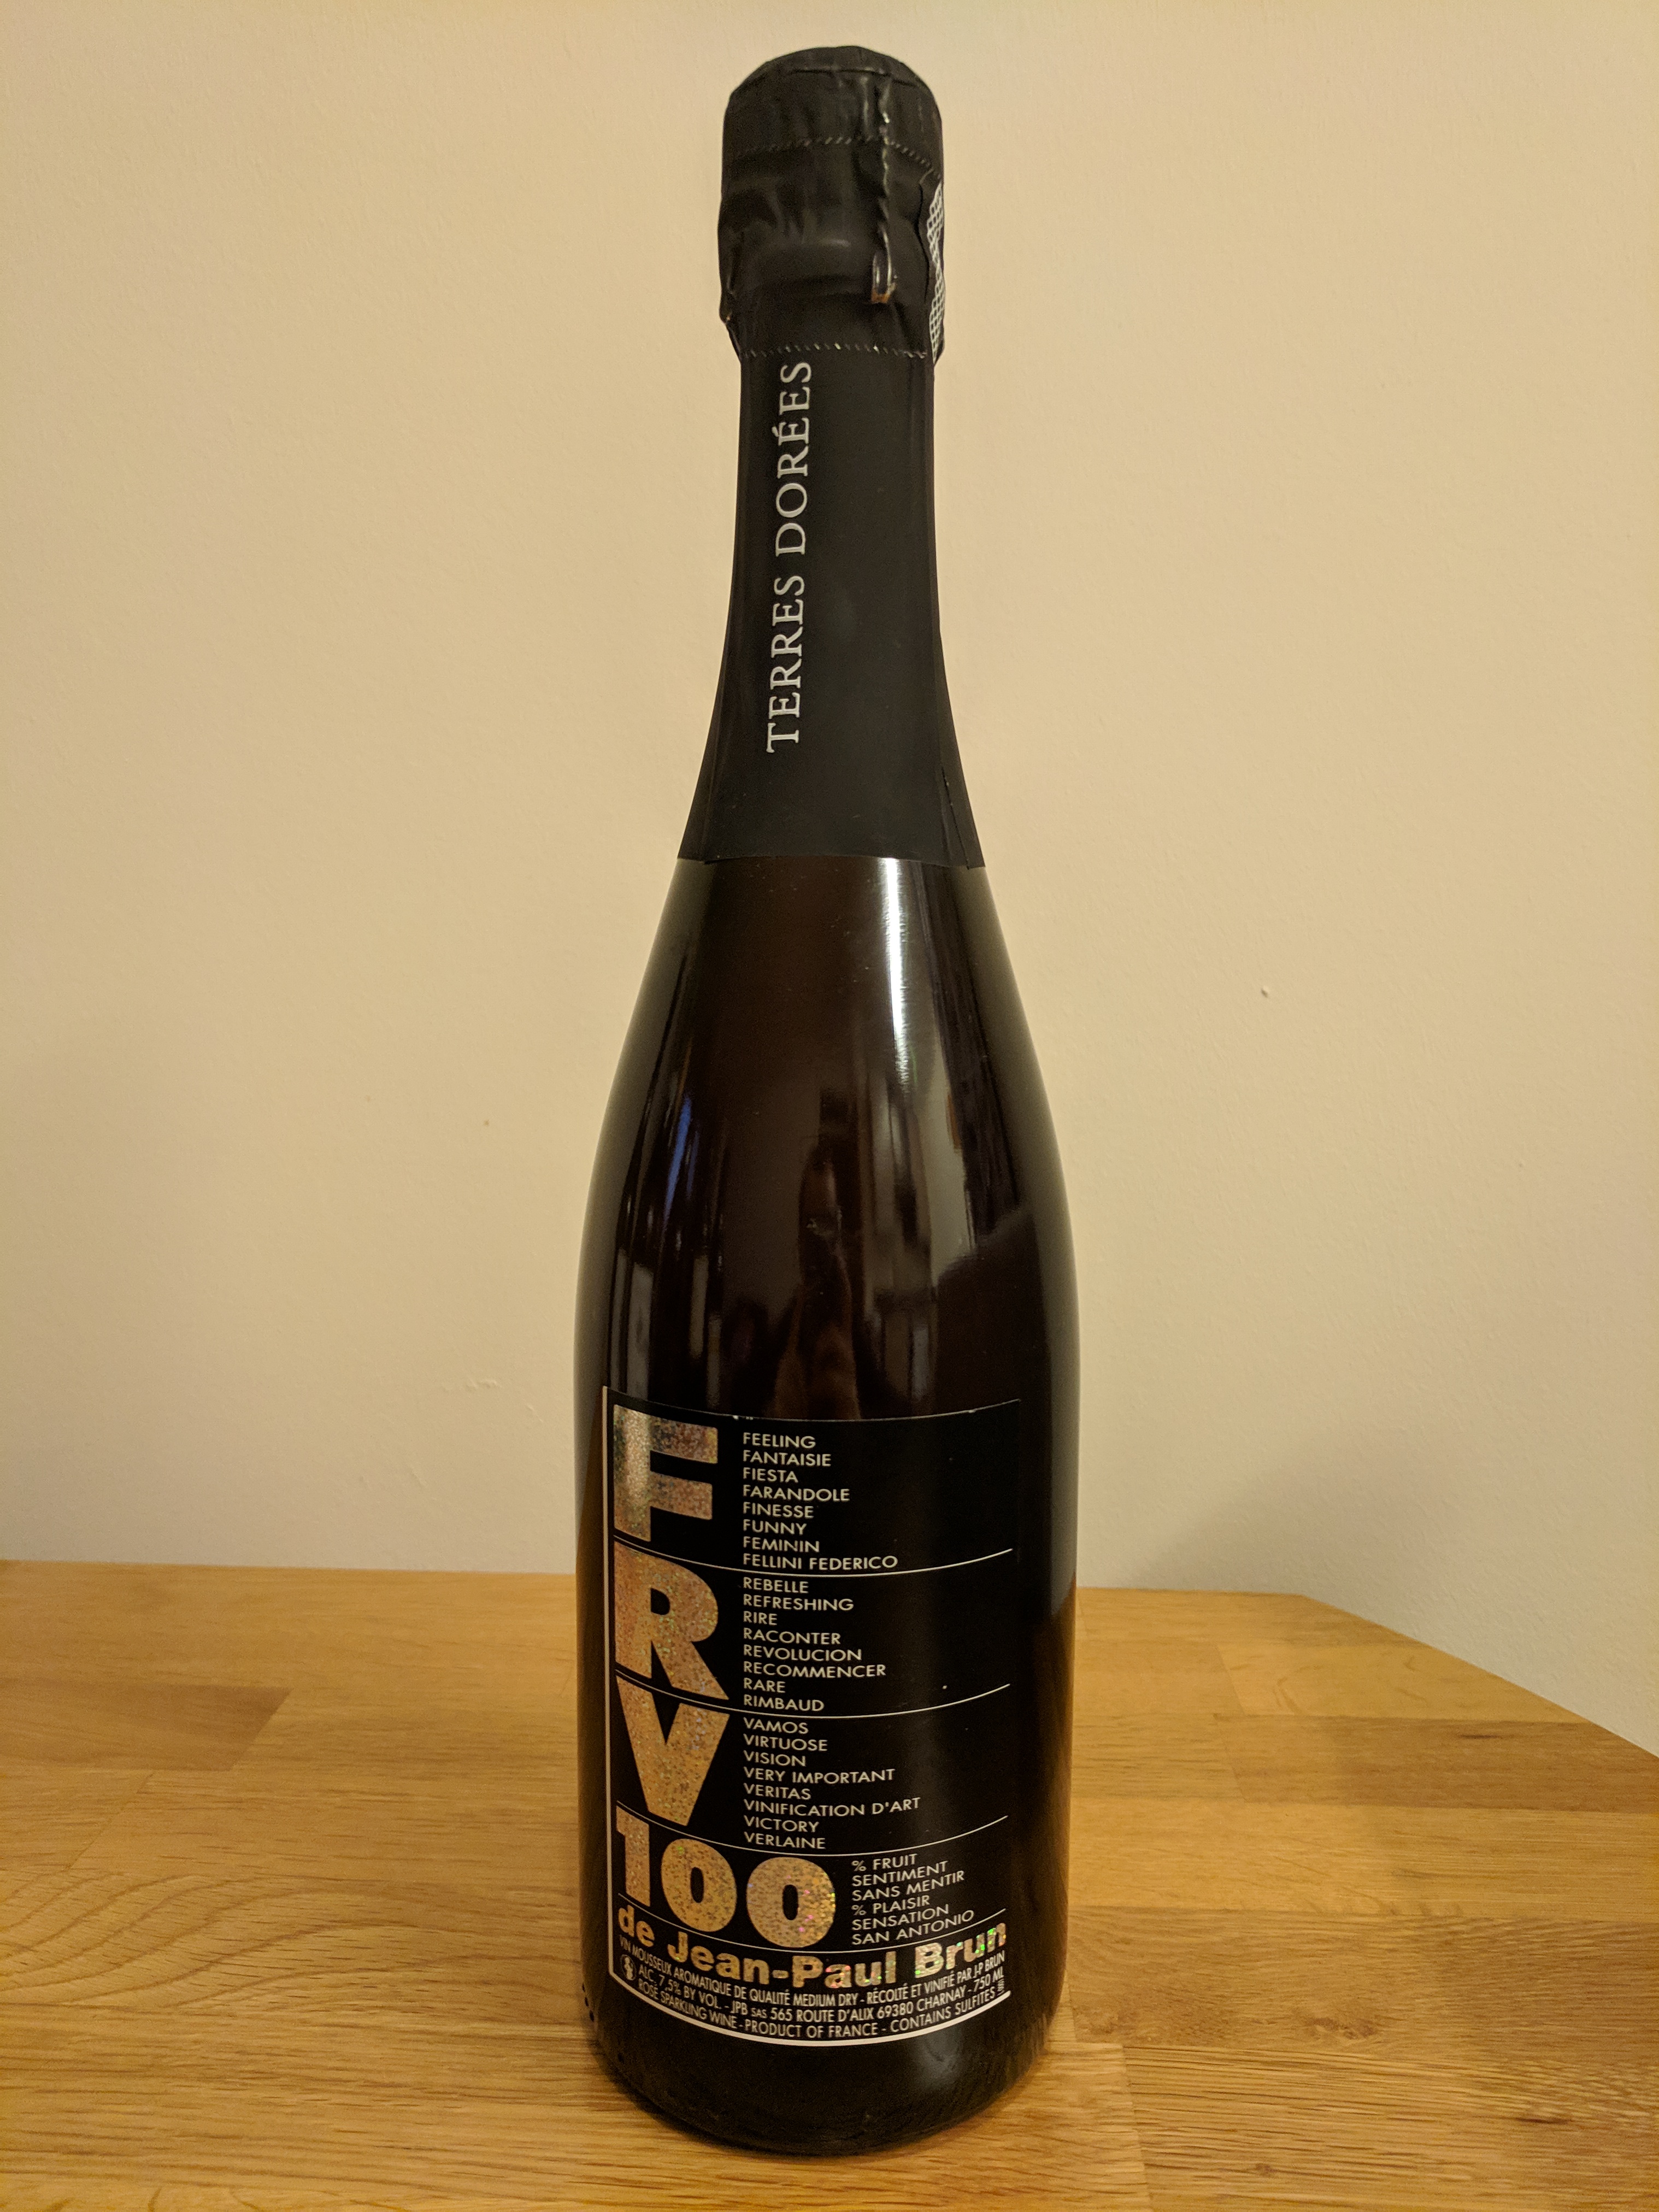 TERRES DORÉES
F
FEELING
FANTAISIE
FIESTA
FARANDOLE
FINESSE
FUNNY
FEMININ
FELLINI FEDERICO
R
REBELLE
REFRESHING
RIRE
RACONTER
REVOLUCION
RECOMMENCER
RARE
RIMBAUD
V
VAMOS
VIRTUOSE
VISION
VERY IMPORTANT
VERITAS
VINIFICATION D'ART
VICTORY
VERLAINE
100
% FRUIT
SENTIMENT
SANS MENTIR
% PLAISIR
SENSATION
SAN ANTONIO
de Jean-Paul Brun
VIN MOUSSEUX AROMATIQUE DE QUALITÉ MEDIUM DRY - RÉCOLTÉ ET VINIFIÉ PAR J-P BRUN
ALC. 7,5% BY VOL. - JPB SAS 565 ROUTE D'ALIX 69380 CHARNAY - 750 ML
ROSÉ SPARKLING WINE - PRODUCT OF FRANCE - CONTAINS SULFITES